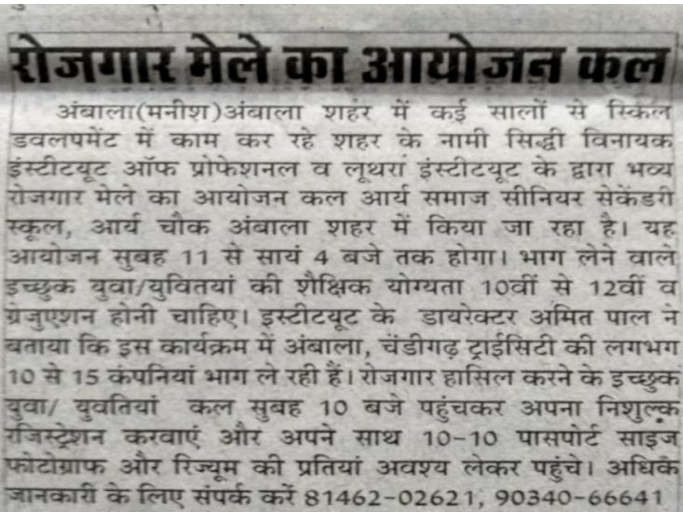 रोजगार मेले का आयोजन कल
अंबाला(मनीश)अंबाला शहर में कई सालों से स्किल
डवलपमेंट में काम कर रहे शहर के नामी सिद्धी विनायक
इंस्टीटयूट ऑफ प्रोफेशनल व लूथरा इंस्टीटयूट के द्वारा भव्य
रोजगार मेले का आयोजन कल आर्य समाज सीनियर सेकेंडरी
स्कूल, आर्य चौक अंबाला शहर में किया जा रहा है। यह
आयोजन सुबह 11 से सायं 4 बजे तक होगा। भाग लेने वाले
इच्छुक युवा/युवितयां की शैक्षिक योग्यता 10वीं से 12वीं व
ग्रेजुएशन होनी चाहिए। इस्टीटयूट के डायरेक्टर अमित पाल ने
बताया कि इस कार्यक्रम में अंबाला, चंडीगढ़ ट्राईसिटी की लगभग
10 से 15 कंपनियां भाग ले रही हैं। रोजगार हासिल करने के इच्छुक
युवा/ युवतियां कल सुबह 10 बजे पहुंचकर अपना निशुल्क
रजिस्ट्रेशन करवाएं और अपने साथ 10-10 पासपोर्ट साइज
फोटोग्राफ और रिज्यूम की प्रतियां अवश्य लेकर पहुंचे। अधिक
जानकारी के लिए संपर्क करें 81462-02621, 90340-66641